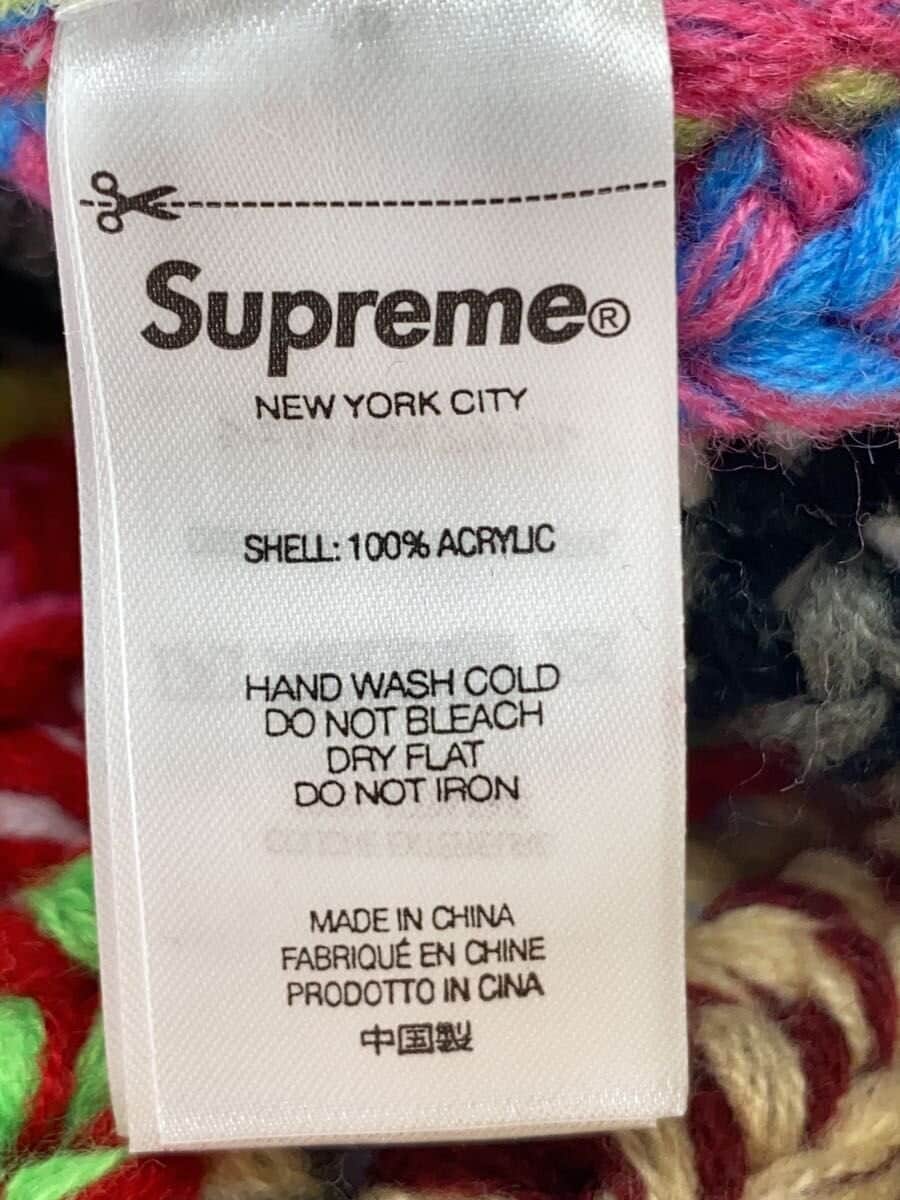 Supreme®
NEW YORK CITY
SHELL: 100% ACRYLIC
HAND WASH COLD
DO NOT BLEACH
DRY FLAT
DO NOT IRON
MADE IN CHINA
FABRIQUÉ EN CHINE
PRODOTTO IN CINA
中国製